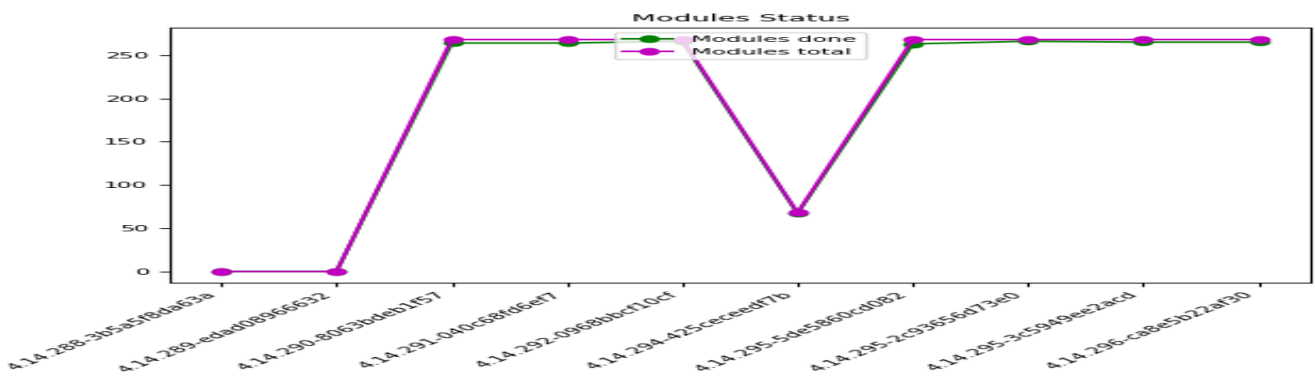 Modules Status
Modules done
Modules total
250
200
150
100
50
0
4.14.288-3b5a5f8da63a
4.14.289-edad08966632
4.14.290-8063bdeb1f57
4.14.291-040c68fd6ef7
4.14.292-0968bbcf10cf
4.14.294-425ceceedf7b
4.14.295-5de5860cd082
4.14.295-2c93656d73e0
4.14.295-3c5949ee2acd
4.14.296-ca8e5b22af30